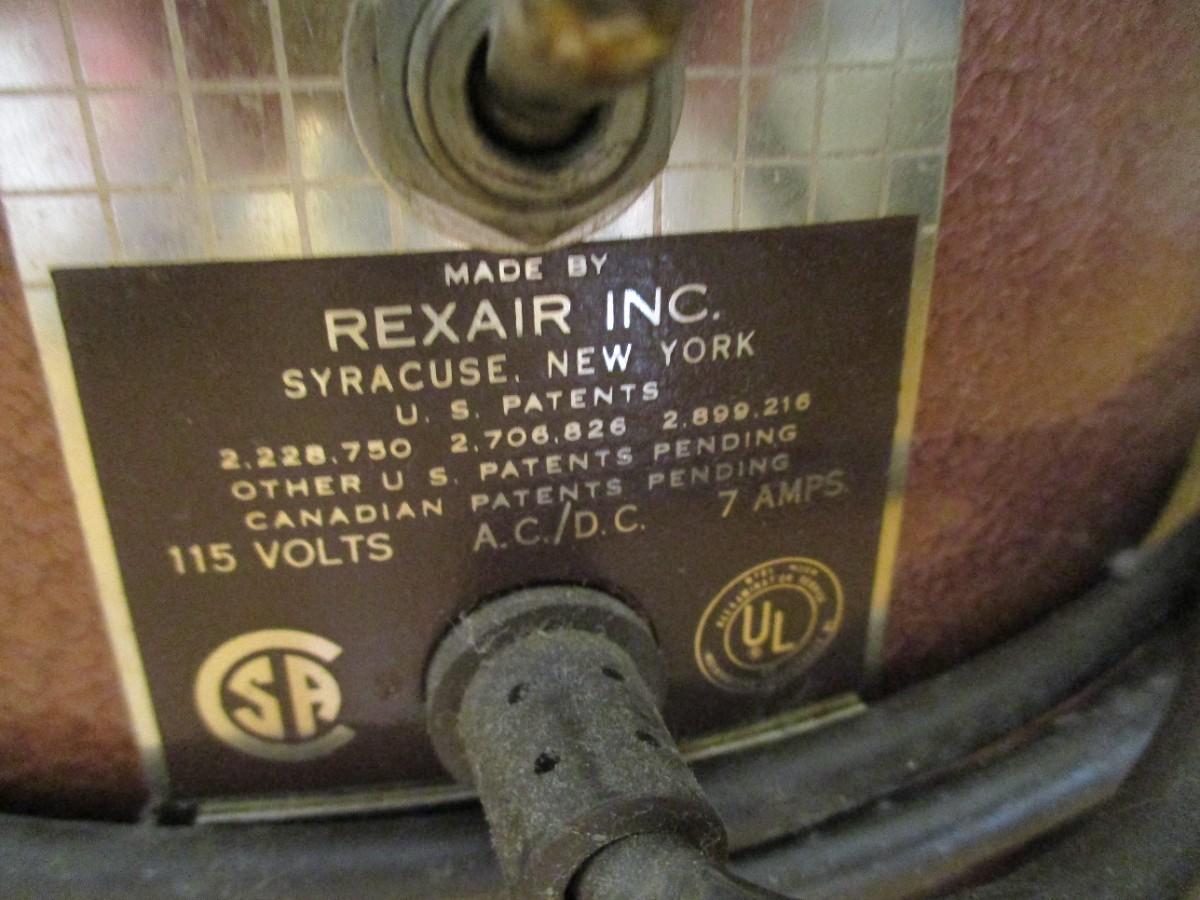 MADE BY
REXAIR INC.
SYRACUSE, NEW YORK
U. S. PATENTS
2,228,750 2,706,826 2,899,216
OTHER U S. PATENTS PENDING
CANADIAN PATENTS PENDING
115 VOLTS A.C./D.C. 7 AMPS.
CSA
UL